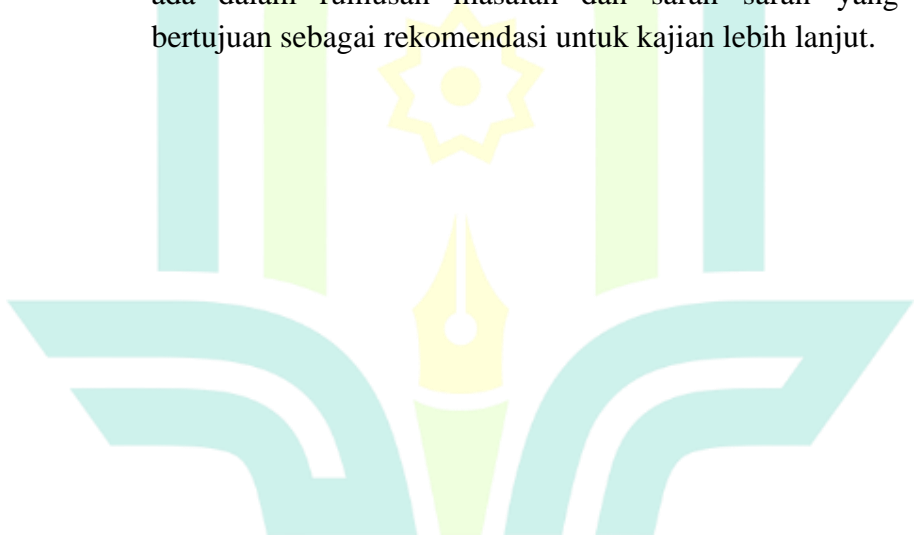 ada dalam rumusan masalah dan saran saran yang
bertujuan sebagai rekomendasi untuk kajian lebih lanjut.